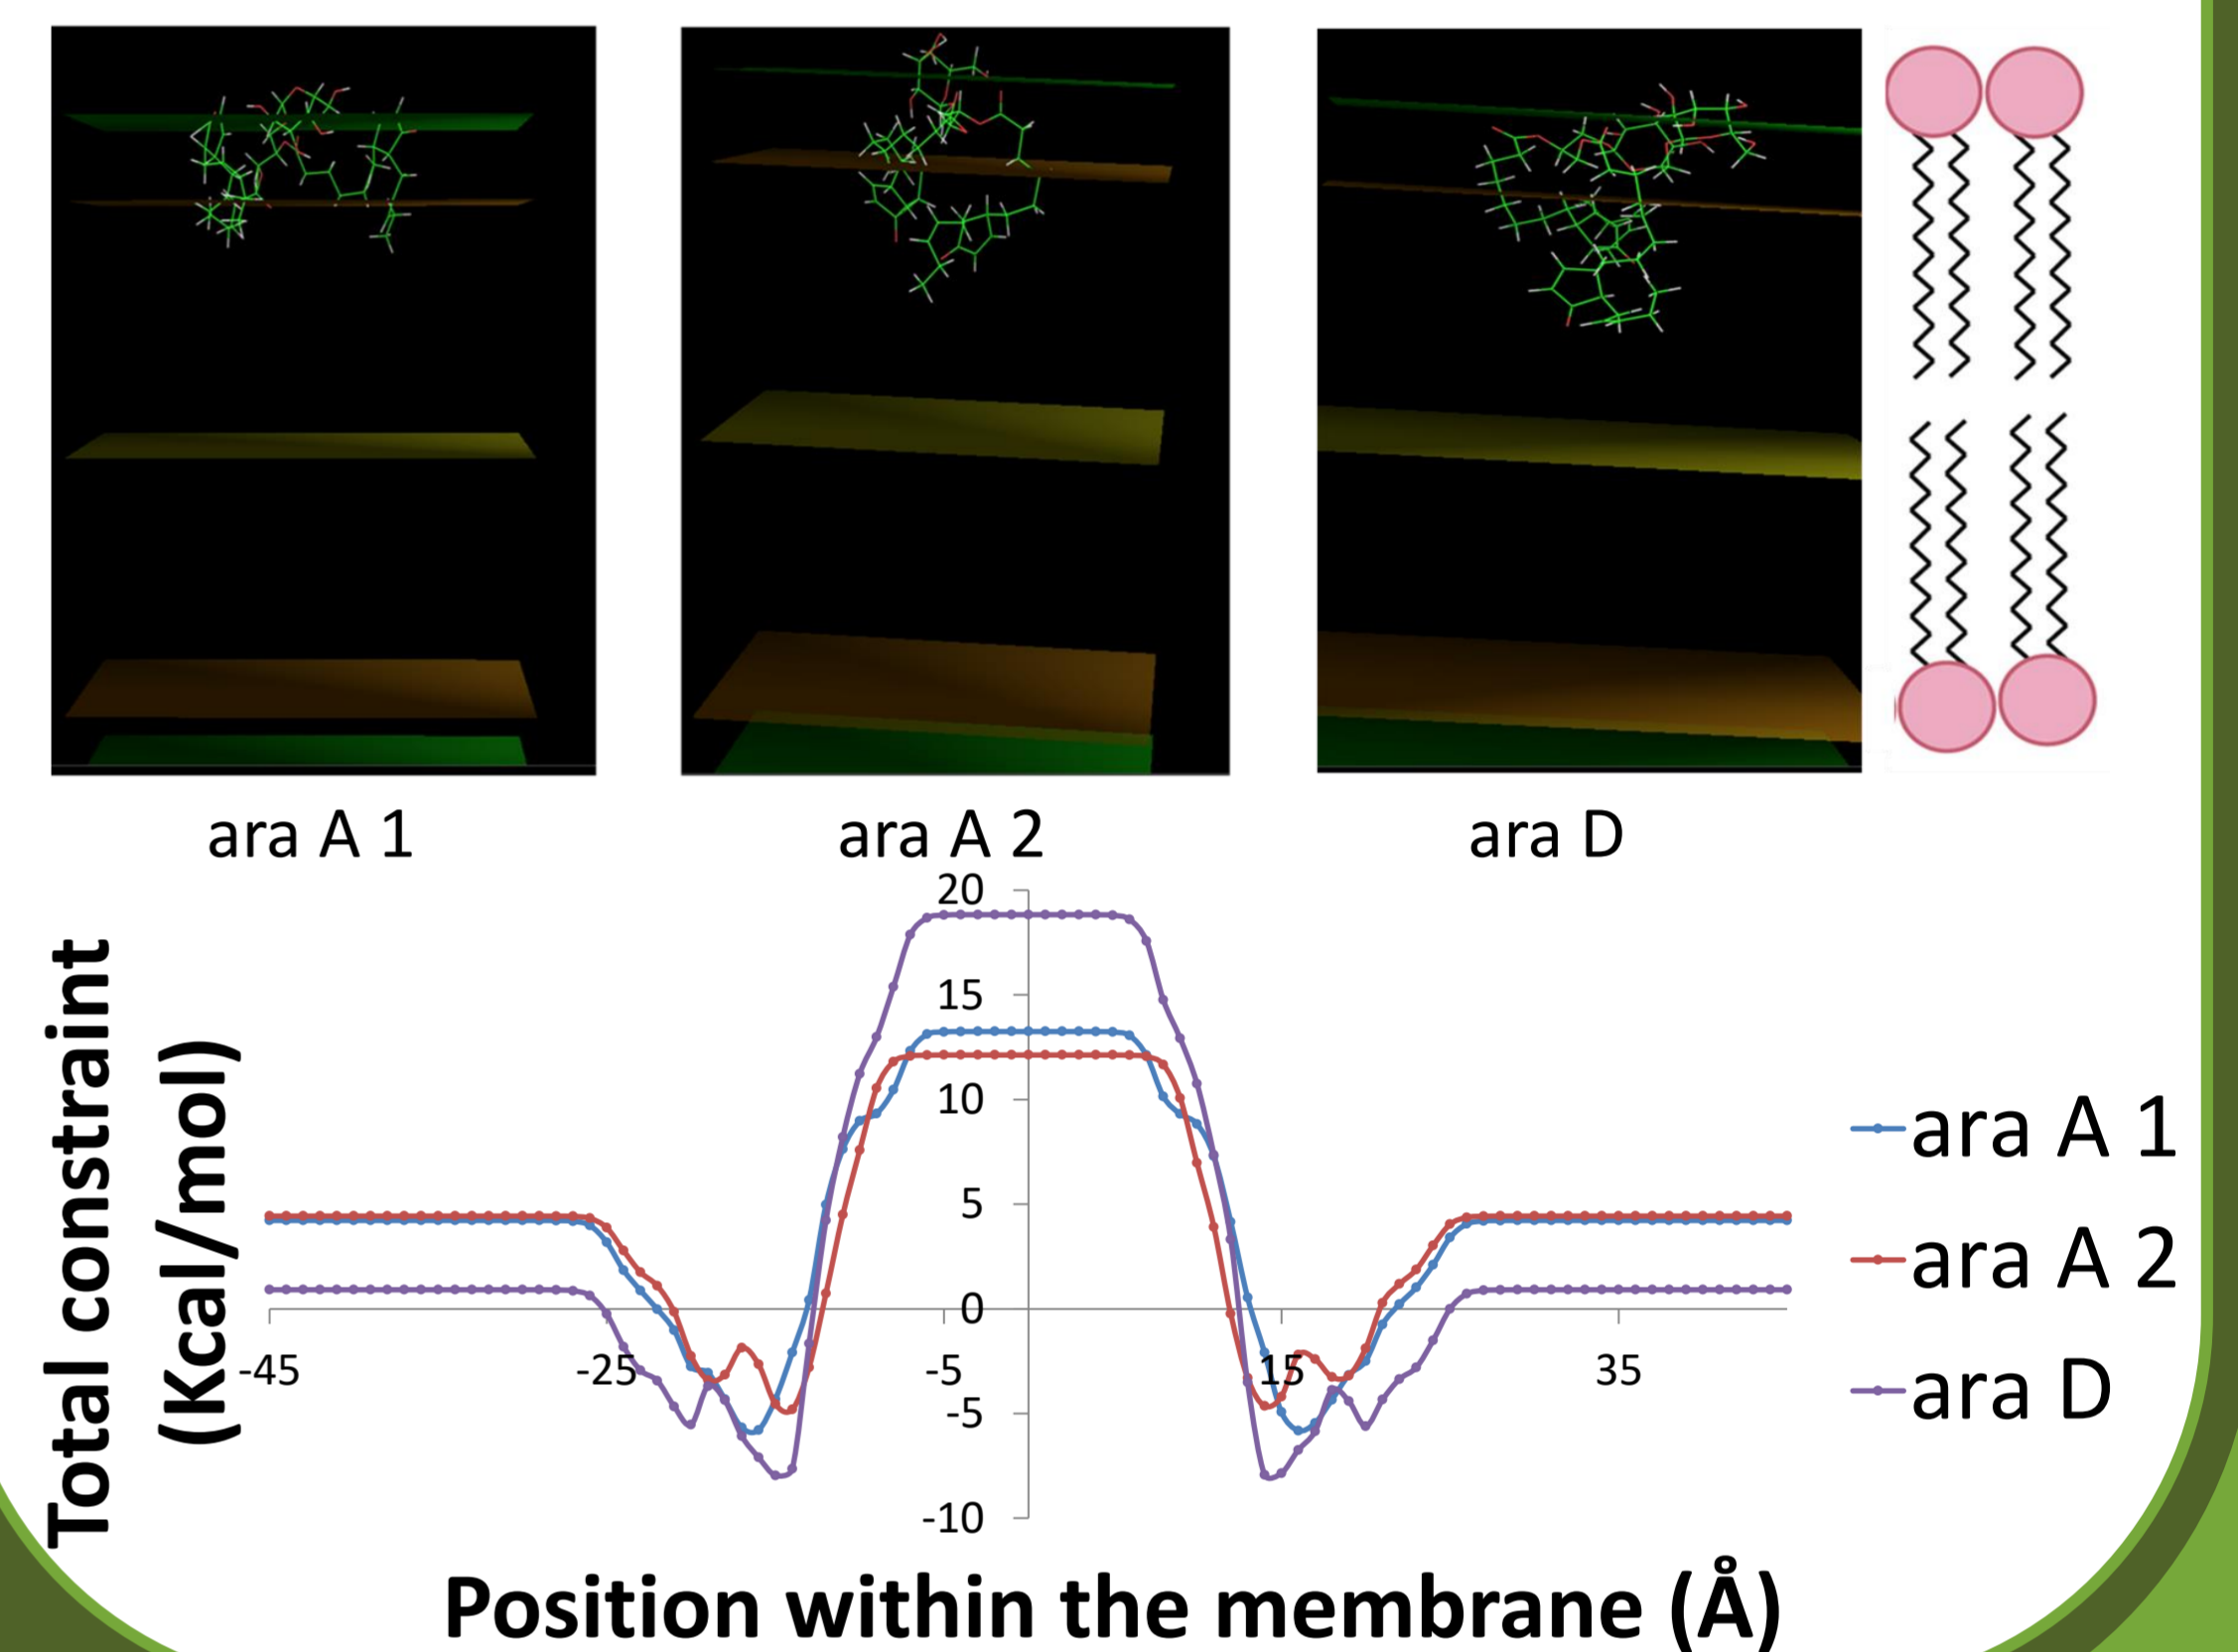 ara A 1
ara A 2
ara D
Total constraint
(Kcal/mol)
20
15
10
5
0
-5
-10
-45
-25
-5
15
35
ara A 1
ara A 2
ara D
Position within the membrane (Å)